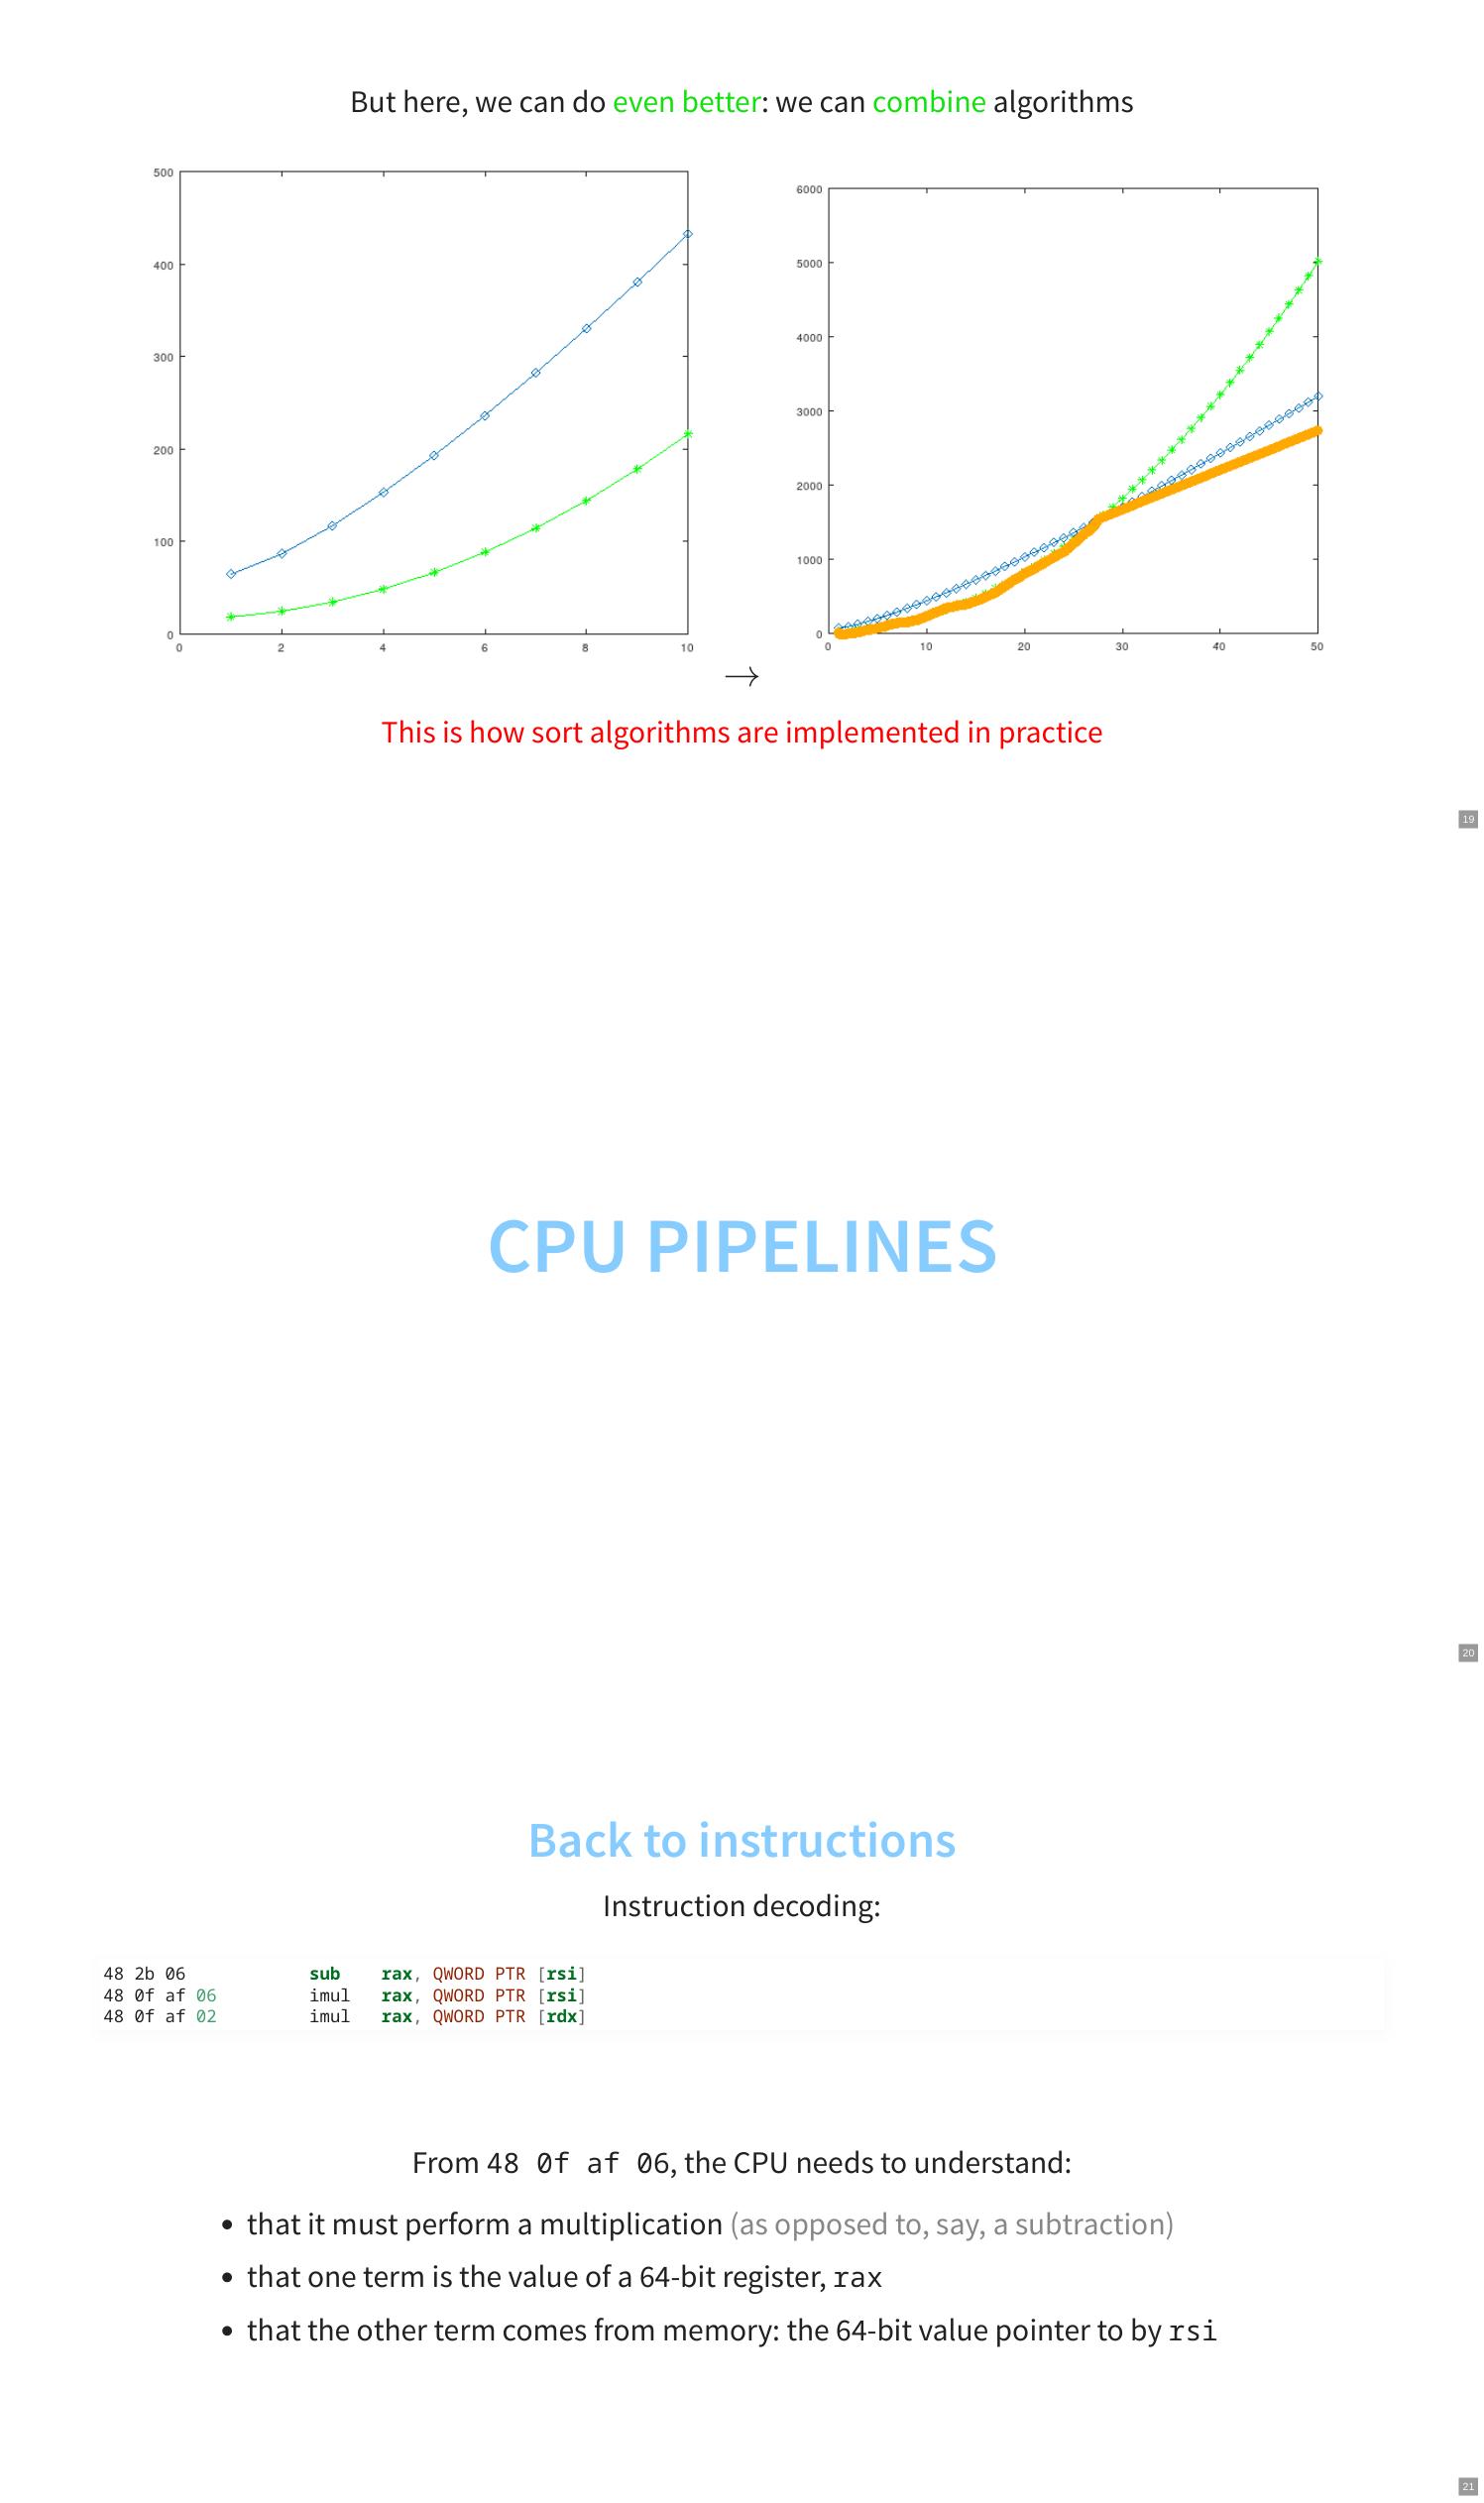 But here, we can do even better: we can combine algorithms
500
400
300
200
100
0
0 2 4 6 8 10
6000
5000
4000
3000
2000
1000
0
0 10 20 30 40 50
→
This is how sort algorithms are implemented in practice
19
CPU PIPELINES
20
Back to instructions
Instruction decoding:
48 2b 06 sub rax, QWORD PTR [rsi]
48 0f af 06 imul rax, QWORD PTR [rsi]
48 0f af 02 imul rax, QWORD PTR [rdx]
From 48 0f af 06, the CPU needs to understand:
• that it must perform a multiplication (as opposed to, say, a subtraction)
• that one term is the value of a 64-bit register, rax
• that the other term comes from memory: the 64-bit value pointer to by rsi
21